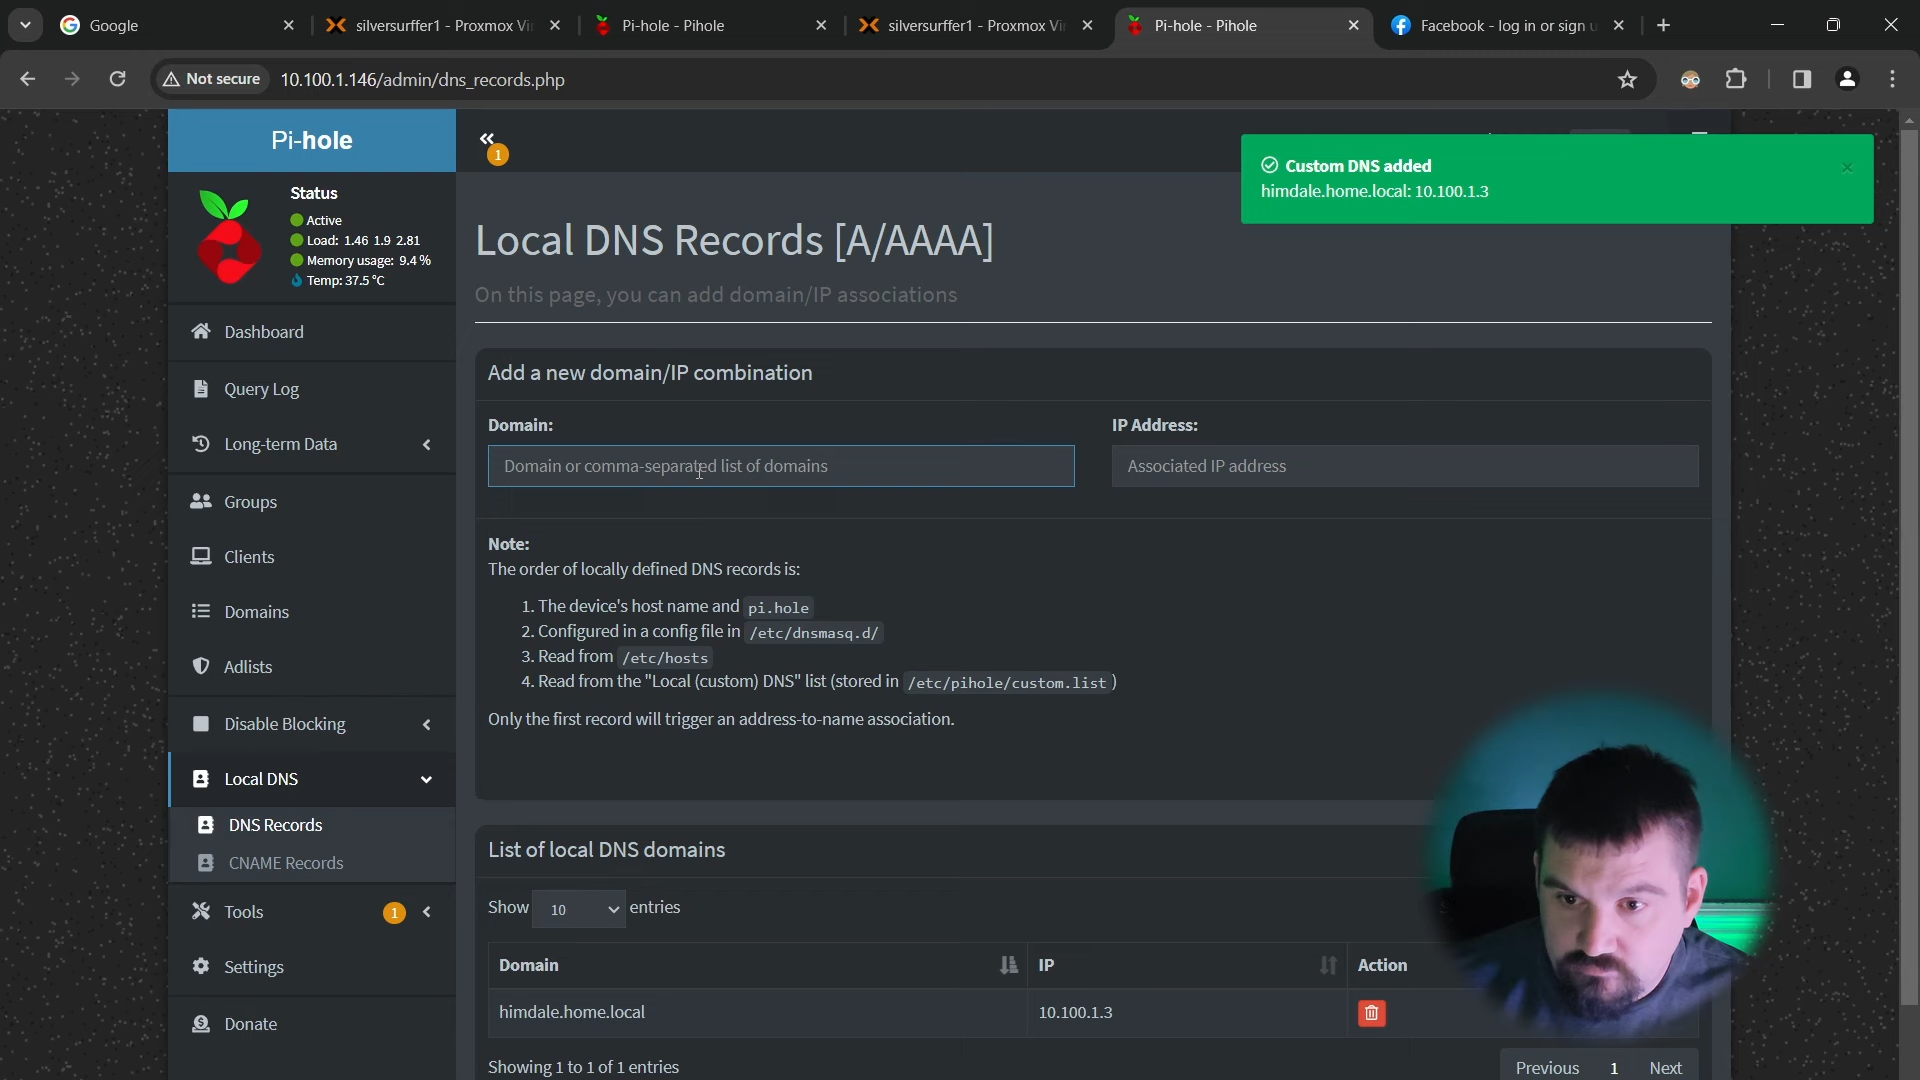 Google
silversurffer1 - Proxmox Vi
Pi-hole - Pihole
silversurffer1 - Proxmox Vi
Pi-hole - Pihole
Facebook - log in or sign u
Not secure
10.100.1.146/admin/dns_records.php
Pi-hole
1
Status
Active
Load: 1.46 1.9 2.81
Memory usage: 9.4 %
Temp: 37.5 °C
Dashboard
Query Log
Long-term Data
Groups
Clients
Domains
Adlists
Disable Blocking
Local DNS
DNS Records
CNAME Records
Tools
1
Settings
Donate
Custom DNS added
himdale.home.local: 10.100.1.3
Local DNS Records [A/AAAA]
On this page, you can add domain/IP associations
Add a new domain/IP combination
Domain:
IP Address:
Domain or comma-separated list of domains
Associated IP address
Note:
The order of locally defined DNS records is:
1. The device's host name and pi.hole
2. Configured in a config file in /etc/dnsmasq.d/
3. Read from /etc/hosts
4. Read from the "Local (custom) DNS" list (stored in /etc/pihole/custom.list )
Only the first record will trigger an address-to-name association.
List of local DNS domains
Show 10 entries
Domain
IP
Action
himdale.home.local
10.100.1.3
Showing 1 to 1 of 1 entries
Previous
1
Next